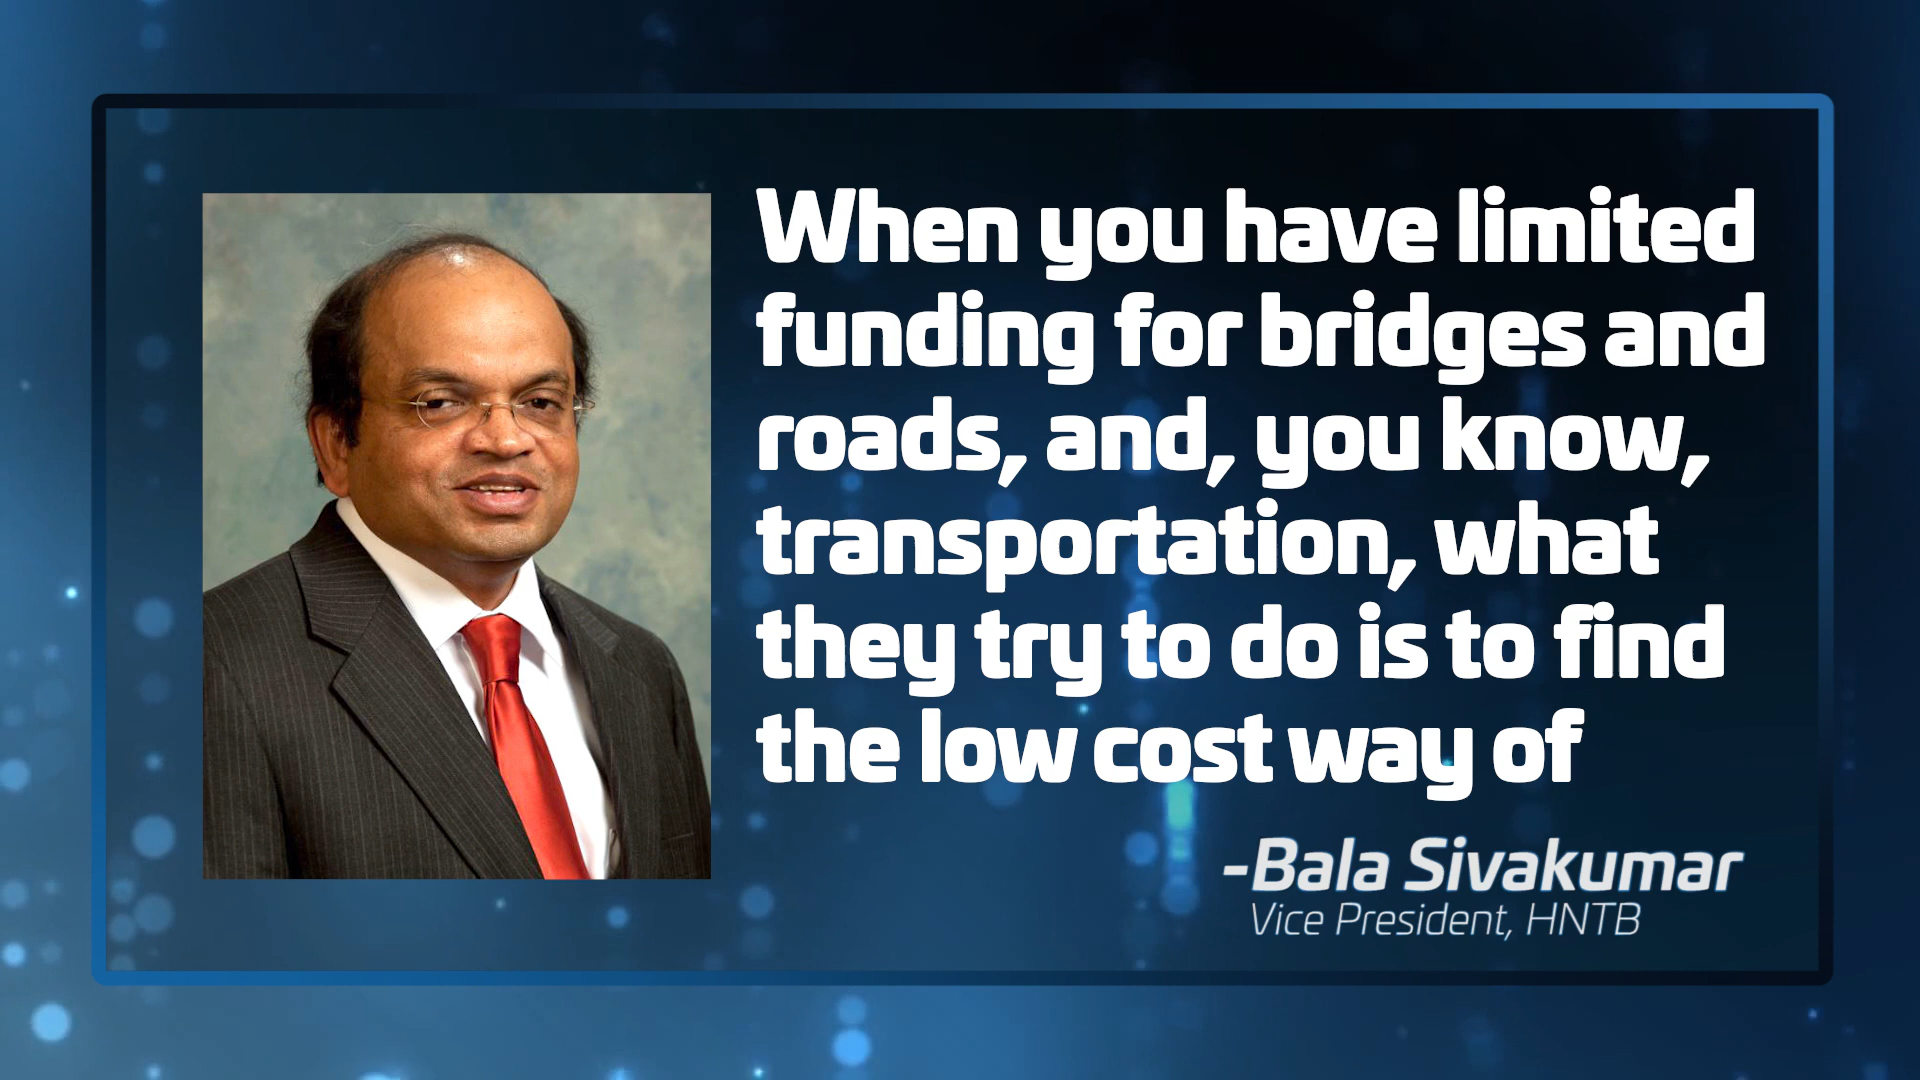 When you have limited
funding for bridges and
roads, and, you know,
transportation, what
they try to do is to find
the low cost way of
-Bala Sivakumar
Vice President, HNTB